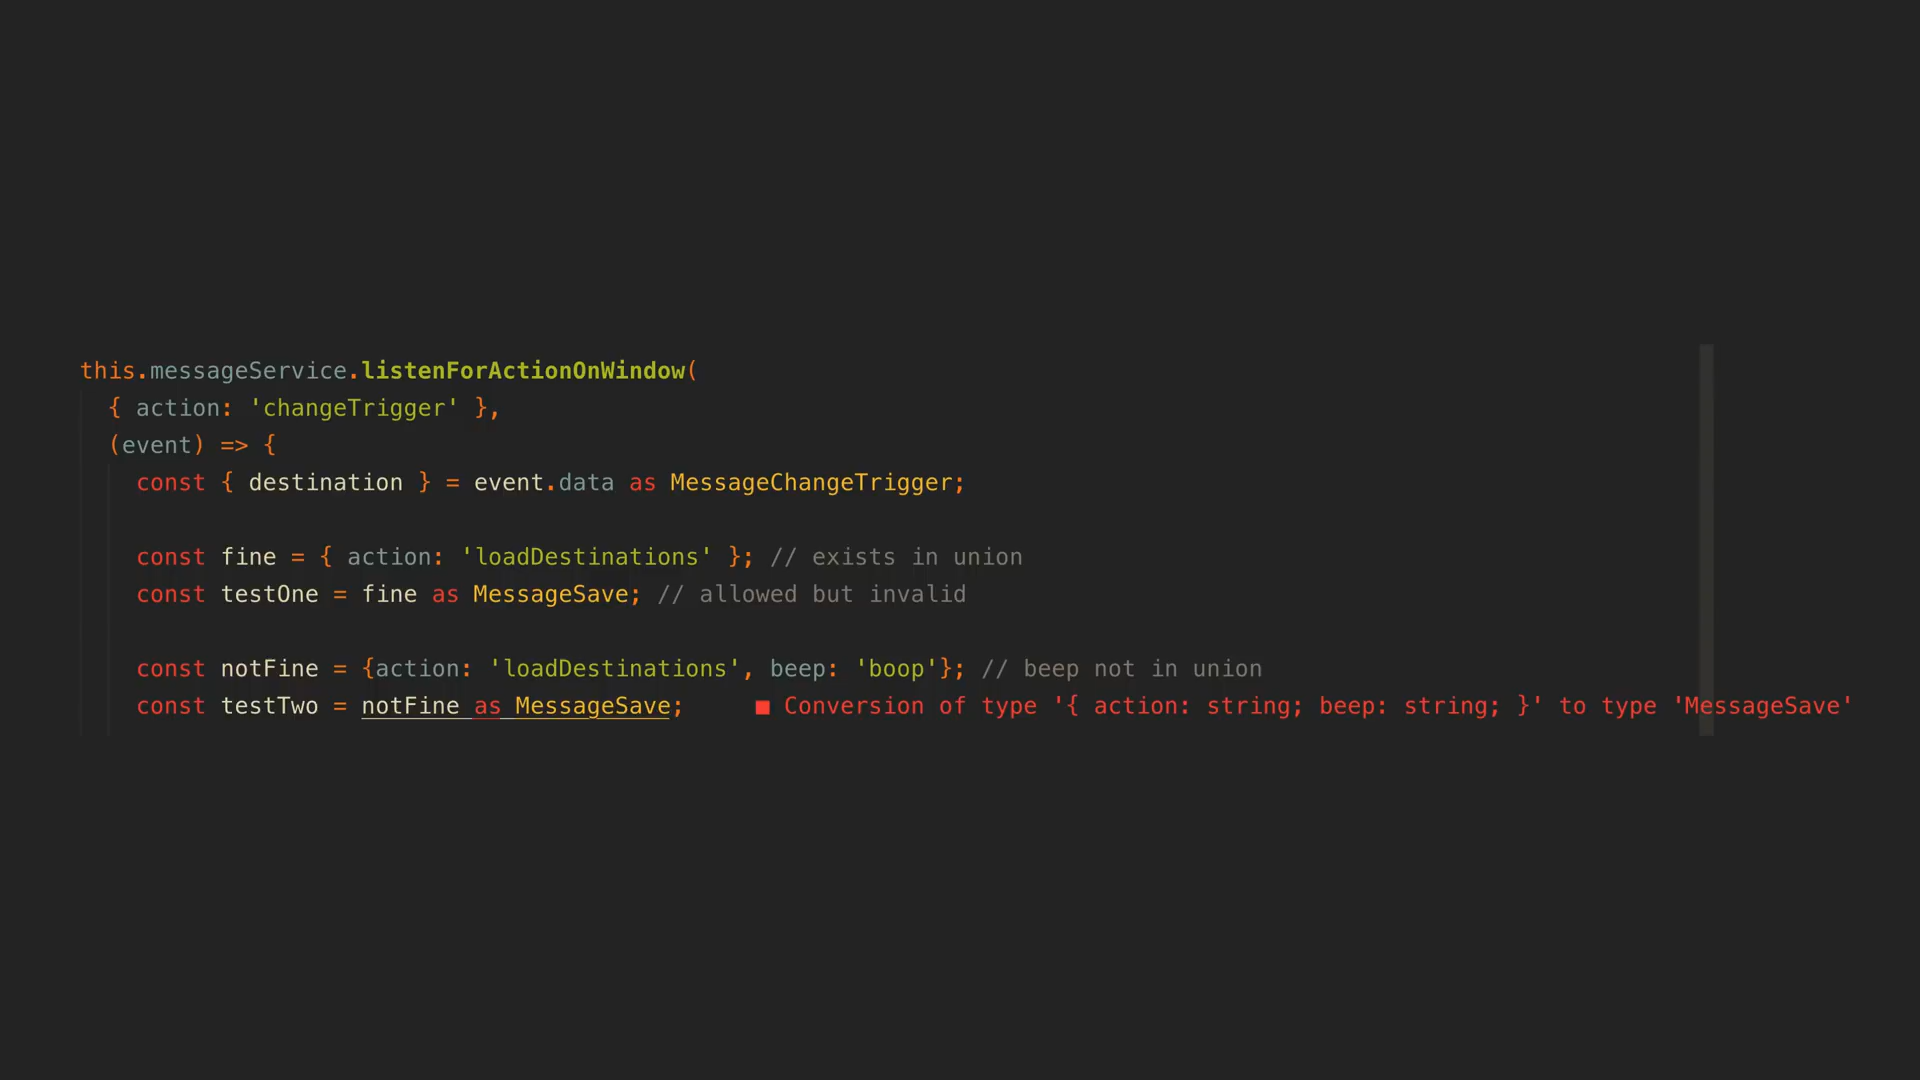 this.messageService.listenForActionOnWindow(
{ action: 'changeTrigger' },
(event) => {
const { destination } = event.data as MessageChangeTrigger;
const fine = { action: 'loadDestinations' }; // exists in union
const testOne = fine as MessageSave; // allowed but invalid
const notFine = {action: 'loadDestinations', beep: 'boop'}; // beep not in union
const testTwo = notFine as MessageSave; ■ Conversion of type '{ action: string; beep: string; }' to type 'MessageSave'